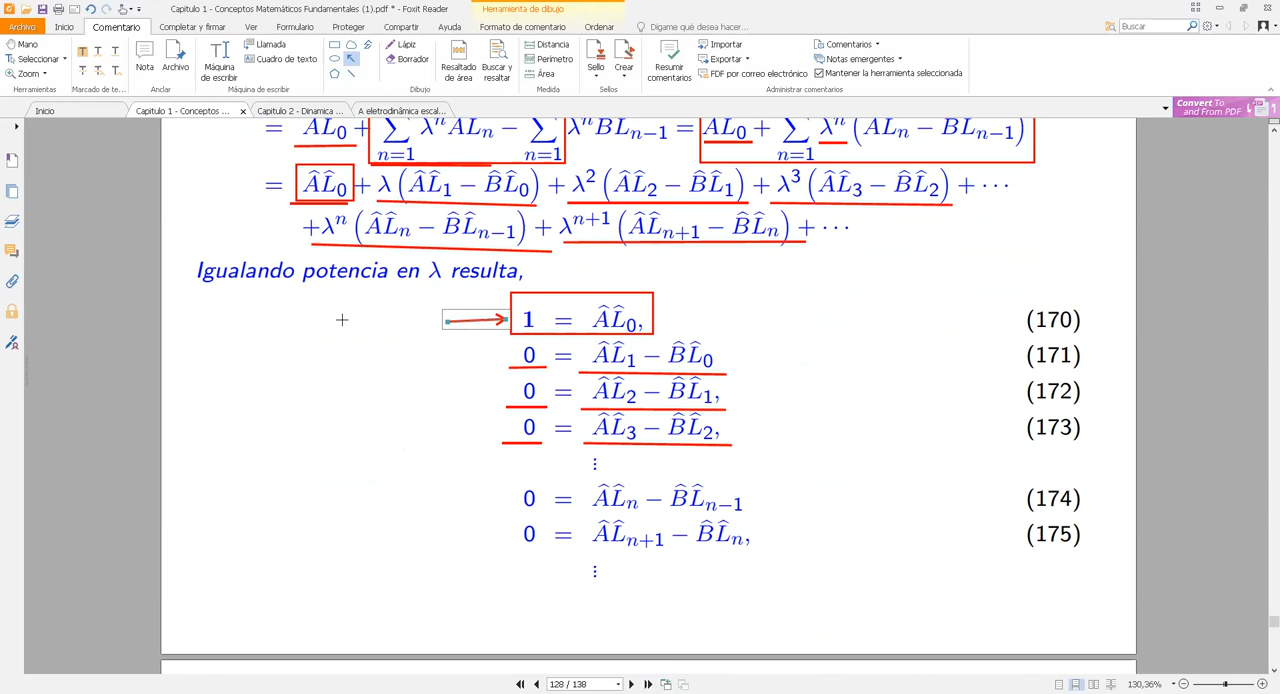 Capitulo 1 - Conceptos Matemáticos Fundamentales (1).pdf * - Foxit Reader
Herramienta de dibujo
Archivo Inicio Comentario Completar y firmar Ver Formulario Proteger Compartir Ayuda Formato de comentario Ordenar Dígame qué desea hacer... Buscar
Mano
Seleccionar
Zoom
Herramientas
T T T
T T T
Marcado de te...
Nota
Archivo
Anclar
Máquina de escribir
Llamada
Cuadro de texto
Máquina de escribir
Lápiz
Borrador
Dibujo
Resaltado de área
Buscar y resaltar
Distancia
Perímetro
Área
Medida
Sello
Crear
Sellos
Resumir comentarios
Importar
Exportar
FDF por correo electrónico
Comentarios
Notas emergentes
Mantener la herramienta seleccionada
Administrar comentarios
Inicio Capitulo 1 - Conceptos ... Capitulo 2 - Dinamica ... A eletrodinâmica escal...
Convert To and From PDF
= ÂL̂₀ + ∑ₙ₌₁ λⁿÂL̂ₙ − ∑ₙ₌₁ λⁿB̂L̂ₙ₋₁ = ÂL̂₀ + ∑ₙ₌₁ λⁿ (ÂL̂ₙ − B̂L̂ₙ₋₁)
= ÂL̂₀ + λ (ÂL̂₁ − B̂L̂₀) + λ² (ÂL̂₂ − B̂L̂₁) + λ³ (ÂL̂₃ − B̂L̂₂) + ···
+λⁿ (ÂL̂ₙ − B̂L̂ₙ₋₁) + λⁿ⁺¹ (ÂL̂ₙ₊₁ − B̂L̂ₙ) + ···
Igualando potencia en λ resulta,
1 = ÂL̂₀, (170)
0 = ÂL̂₁ − B̂L̂₀ (171)
0 = ÂL̂₂ − B̂L̂₁, (172)
0 = ÂL̂₃ − B̂L̂₂, (173)
⋮
0 = ÂL̂ₙ − B̂L̂ₙ₋₁ (174)
0 = ÂL̂ₙ₊₁ − B̂L̂ₙ, (175)
⋮
128 / 138
130,36%